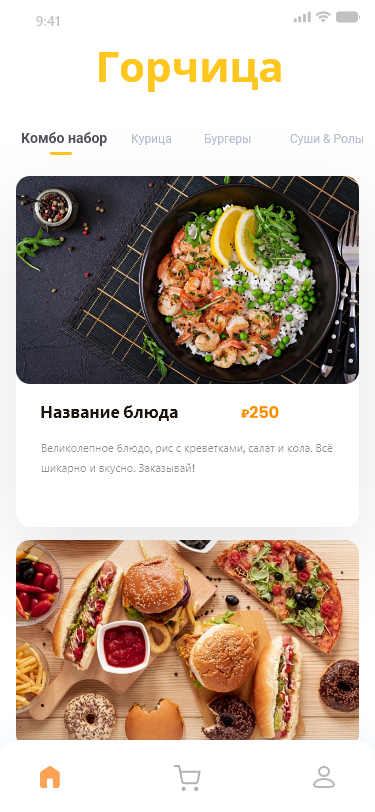 9:41
Горчица
Комбо набор Курица Бургеры Суши & Ролы
Название блюда ₽250
Великолепное блюдо, рис с креветками, салат и кола. Всё
шикарно и вкусно. Заказывай!